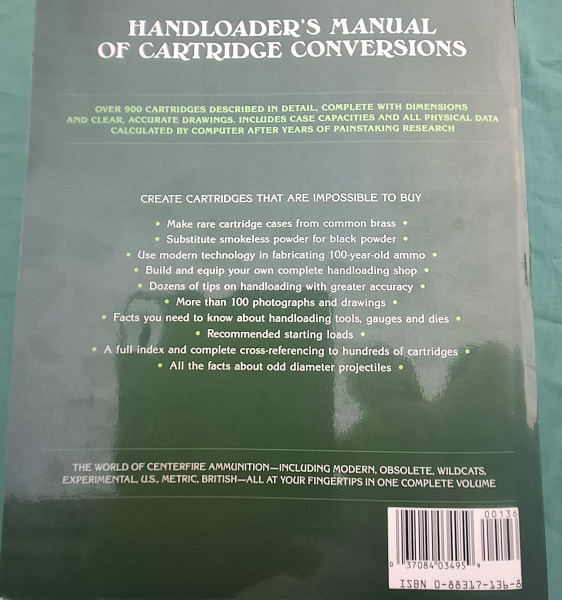 HANDLOADER'S MANUAL
OF CARTRIDGE CONVERSIONS
OVER 900 CARTRIDGES DESCRIBED IN DETAIL, COMPLETE WITH DIMENSIONS
AND CLEAR, ACCURATE DRAWINGS. INCLUDES CASE CAPACITIES AND ALL PHYSICAL DATA
CALCULATED BY COMPUTER AFTER YEARS OF PAINSTAKING RESEARCH
CREATE CARTRIDGES THAT ARE IMPOSSIBLE TO BUY
• Make rare cartridge cases from common brass •
• Substitute smokeless powder for black powder •
• Use modern technology in fabricating 100-year-old ammo •
• Build and equip your own complete handloading shop •
• Dozens of tips on handloading with greater accuracy •
• More than 100 photographs and drawings •
• Facts you need to know about handloading tools, gauges and dies •
• Recommended starting loads •
• A full index and complete cross-referencing to hundreds of cartridges •
• All the facts about odd diameter projectiles •
THE WORLD OF CENTERFIRE AMMUNITION—INCLUDING MODERN, OBSOLETE, WILDCATS,
EXPERIMENTAL, U.S., METRIC, BRITISH—ALL AT YOUR FINGERTIPS IN ONE COMPLETE VOLUME
00136
0 37084 03495 9
ISBN 0-88317-136-8